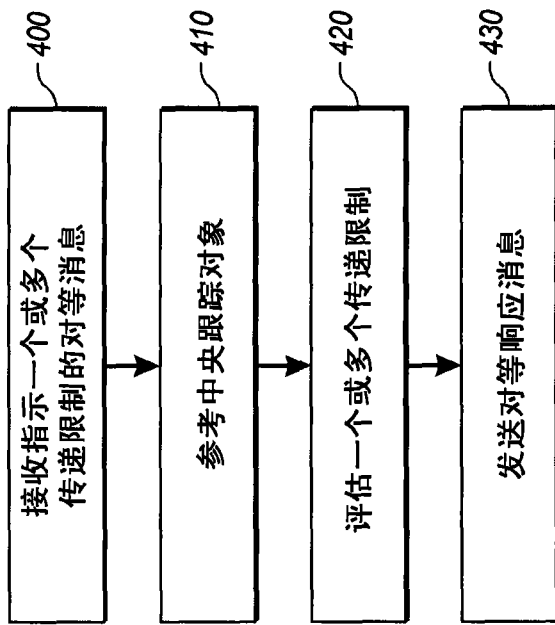 接收指示一个或多个
传递限制的对等消息
400
参考中央跟踪对象
410
评估一个或多个传递限制
420
发送对等响应消息
430